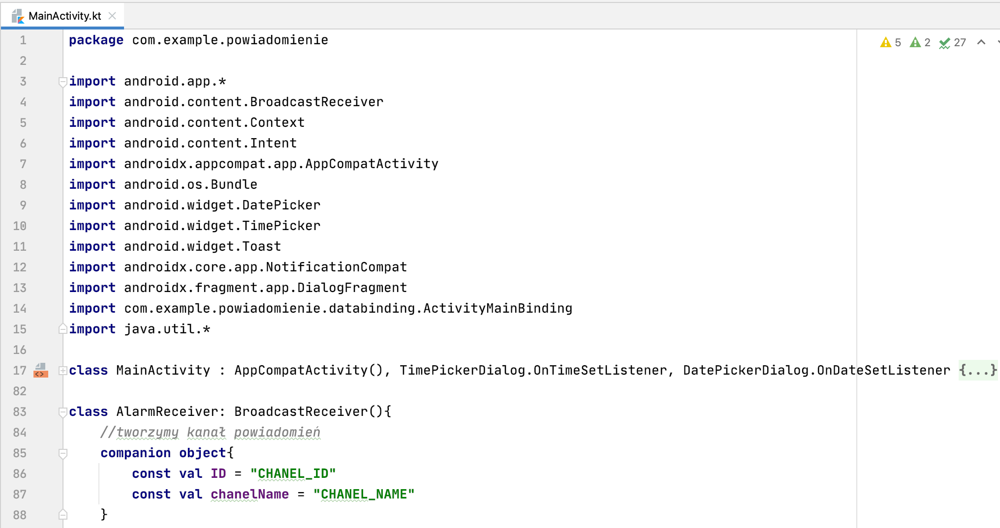 MainActivity.kt
5 2 27
1 package com.example.powiadomienie
2
3 import android.app.*
4 import android.content.BroadcastReceiver
5 import android.content.Context
6 import android.content.Intent
7 import androidx.appcompat.app.AppCompatActivity
8 import android.os.Bundle
9 import android.widget.DatePicker
10 import android.widget.TimePicker
11 import android.widget.Toast
12 import androidx.core.app.NotificationCompat
13 import androidx.fragment.app.DialogFragment
14 import com.example.powiadomienie.databinding.ActivityMainBinding
15 import java.util.*
16
17 class MainActivity : AppCompatActivity(), TimePickerDialog.OnTimeSetListener, DatePickerDialog.OnDateSetListener {...}
82
83 class AlarmReceiver: BroadcastReceiver(){
84 //tworzymy kanał powiadomień
85 companion object{
86 const val ID = "CHANEL_ID"
87 const val chanelName = "CHANEL_NAME"
88 }